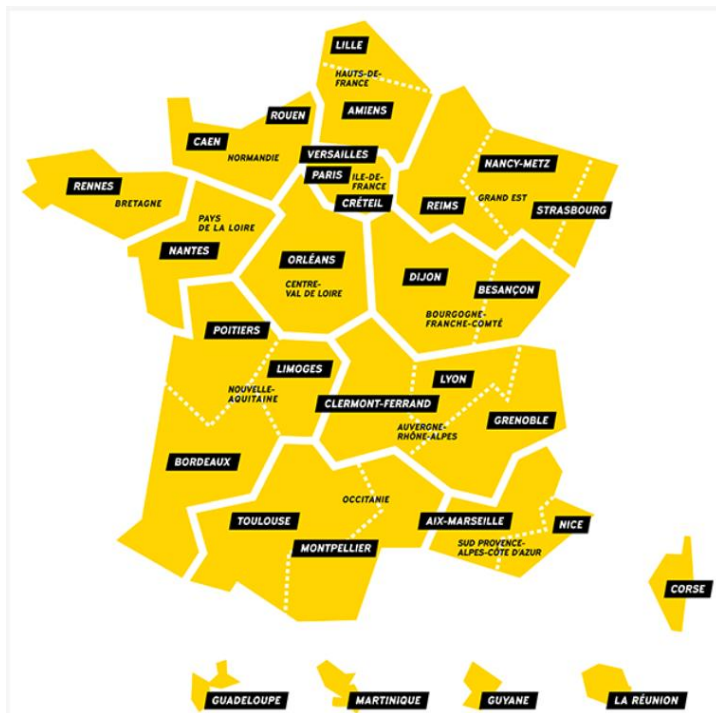 LILLE
HAUTS-DE-
FRANCE
AMIENS
ROUEN
CAEN
NORMANDIE
VERSAILLES
PARIS
ILE-DE-
FRANCE
CRÉTEIL
NANCY-METZ
REIMS
GRAND EST
STRASBOURG
RENNES
BRETAGNE
PAYS
DE LA LOIRE
NANTES
ORLÉANS
CENTRE-
VAL DE LOIRE
DIJON
BESANÇON
BOURGOGNE-
FRANCHE-COMTÉ
POITIERS
LIMOGES
NOUVELLE-
AQUITAINE
LYON
CLERMONT-FERRAND
AUVERGNE-
RHÔNE-ALPES
GRENOBLE
BORDEAUX
OCCITANIE
TOULOUSE
MONTPELLIER
AIX-MARSEILLE
NICE
SUD PROVENCE-
ALPES-CÔTE D'AZUR
CORSE
GUADELOUPE
MARTINIQUE
GUYANE
LA RÉUNION